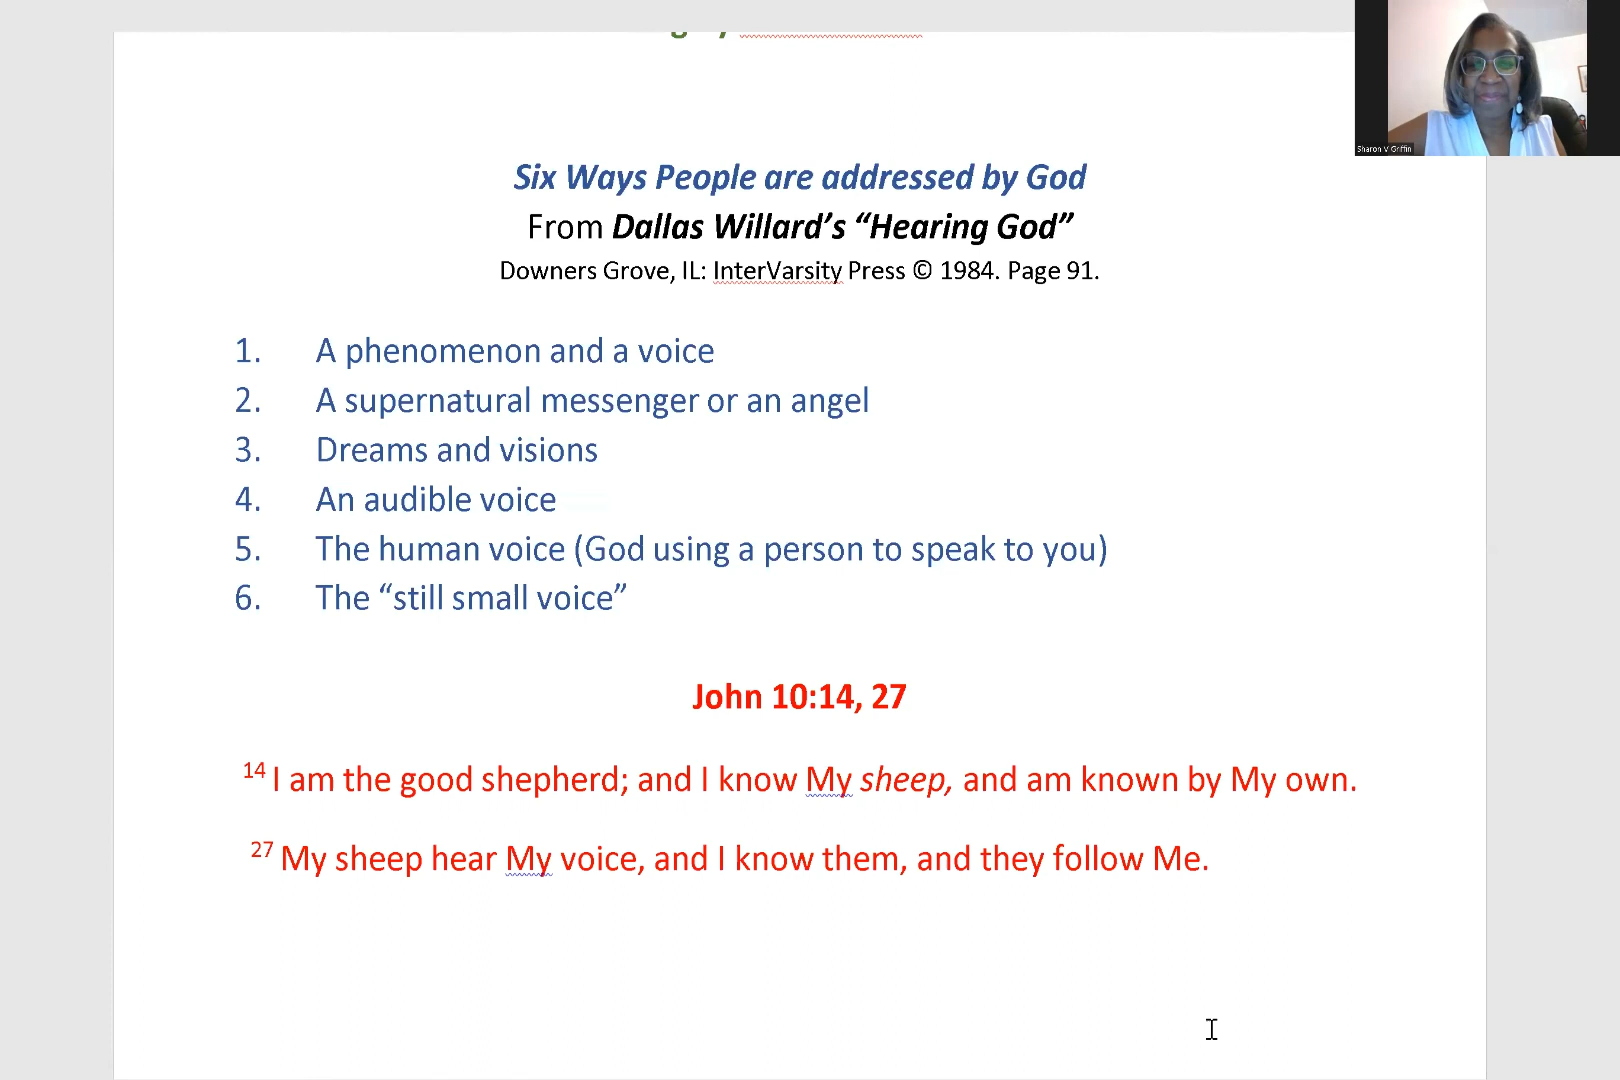 Six Ways People are addressed by God
From Dallas Willard’s “Hearing God”
Downers Grove, IL: InterVarsity Press © 1984. Page 91.
1. A phenomenon and a voice
2. A supernatural messenger or an angel
3. Dreams and visions
4. An audible voice
5. The human voice (God using a person to speak to you)
6. The “still small voice”
John 10:14, 27
14 I am the good shepherd; and I know My sheep, and am known by My own.
27 My sheep hear My voice, and I know them, and they follow Me.
Sharon V Griffin